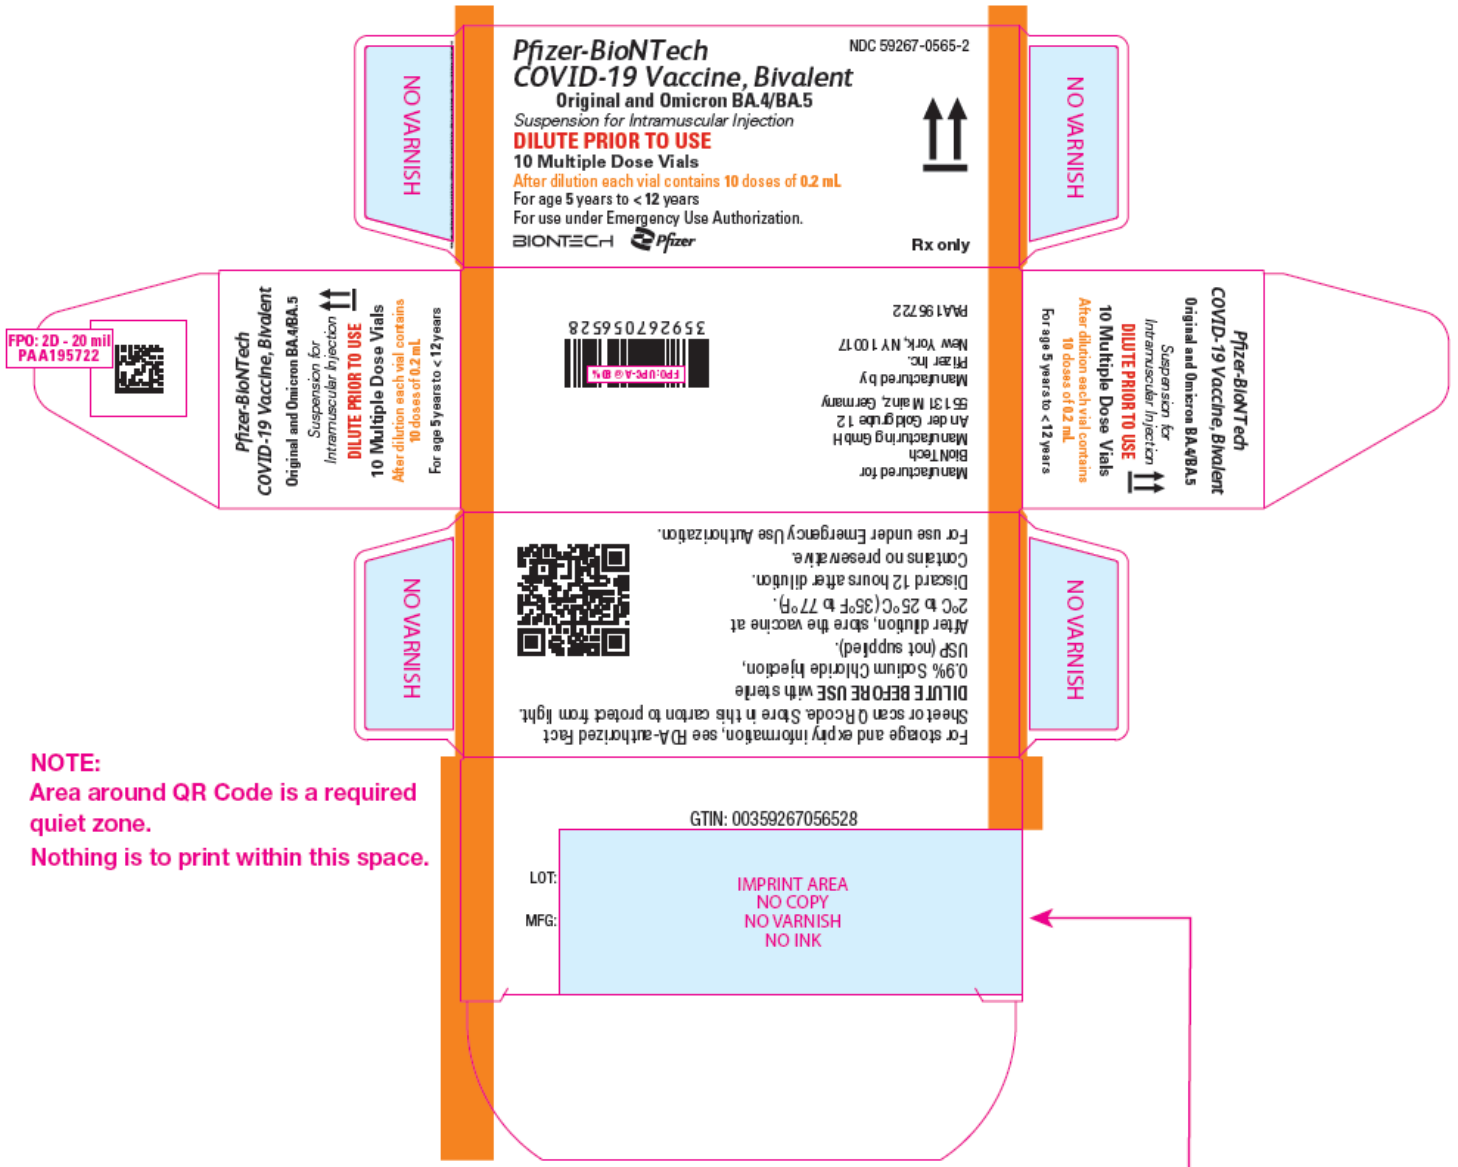 Pfizer-BioNTech
NDC 59267-0565-2
COVID-19 Vaccine, Bivalent
Original and Omicron BA.4/BA.5
Suspension for Intramuscular Injection
DILUTE PRIOR TO USE
10 Multiple Dose Vials
After dilution each vial contains 10 doses of 0.2 mL
For age 5 years to < 12 years
For use under Emergency Use Authorization.
BIONTECH
Pfizer
Rx only
NO VARNISH
NO VARNISH
FPO: 2D - 20 mil
PAA195722
Pfizer-BioNTech
COVID-19 Vaccine, Bivalent
Original and Omicron BA.4/BA.5
Suspension for
Intramuscular Injection
DILUTE PRIOR TO USE
10 Multiple Dose Vials
After dilution each vial contains
10 doses of 0.2 mL
For age 5 years to < 12 years
Manufactured for
BioNTech
Manufacturing GmbH
An der Goldgrube 12
55131 Mainz, Germany
Manufactured by
Pfizer Inc.
New York, NY 10017
PAA195722
FPO: UPC-A @ 80%
359267056528
Pfizer-BioNTech
COVID-19 Vaccine, Bivalent
Original and Omicron BA.4/BA.5
Suspension for
Intramuscular Injection
DILUTE PRIOR TO USE
10 Multiple Dose Vials
After dilution each vial contains
10 doses of 0.2 mL
For age 5 years to < 12 years
NO VARNISH
For storage and expiry information, see FDA-authorized Fact
Sheet or scan QR code. Store in this carton to protect from light.
DILUTE BEFORE USE with sterile
0.9% Sodium Chloride Injection,
USP (not supplied).
After dilution, store the vaccine at
2°C to 25°C (35°F to 77°F).
Discard 12 hours after dilution.
Contains no preservative.
For use under Emergency Use Authorization.
NO VARNISH
NOTE:
Area around QR Code is a required
quiet zone.
Nothing is to print within this space.
GTIN: 00359267056528
LOT:
MFG:
IMPRINT AREA
NO COPY
NO VARNISH
NO INK